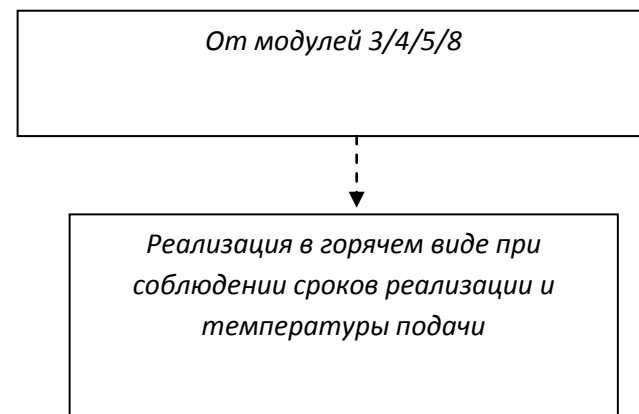 От модулей 3/4/5/8
Реализация в горячем виде при
соблюдении сроков реализации и
температуры подачи